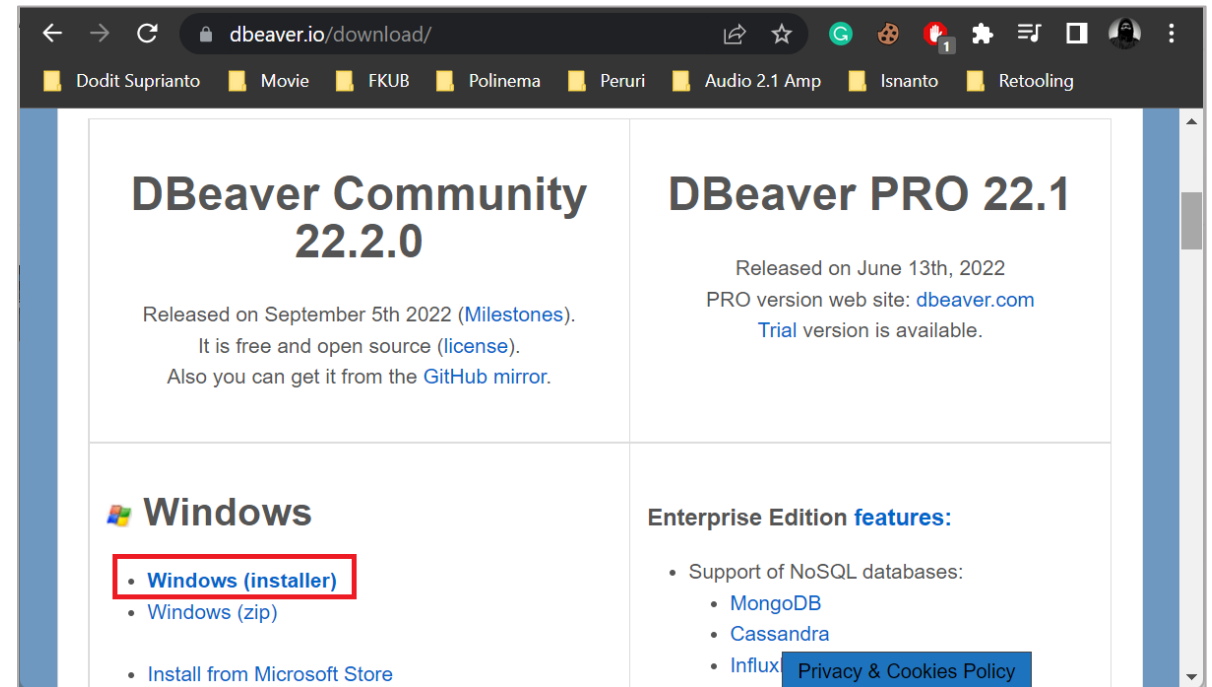 dbeaver.io/download/
1
Dodit Suprianto Movie FKUB Polinema Peruri Audio 2.1 Amp Isnanto Retooling
DBeaver Community
22.2.0
Released on September 5th 2022 (Milestones).
It is free and open source (license).
Also you can get it from the GitHub mirror.
DBeaver PRO 22.1
Released on June 13th, 2022
PRO version web site: dbeaver.com
Trial version is available.
Windows
• Windows (installer)
• Windows (zip)
• Install from Microsoft Store
Enterprise Edition features:
• Support of NoSQL databases:
• MongoDB
• Cassandra
Privacy & Cookies Policy